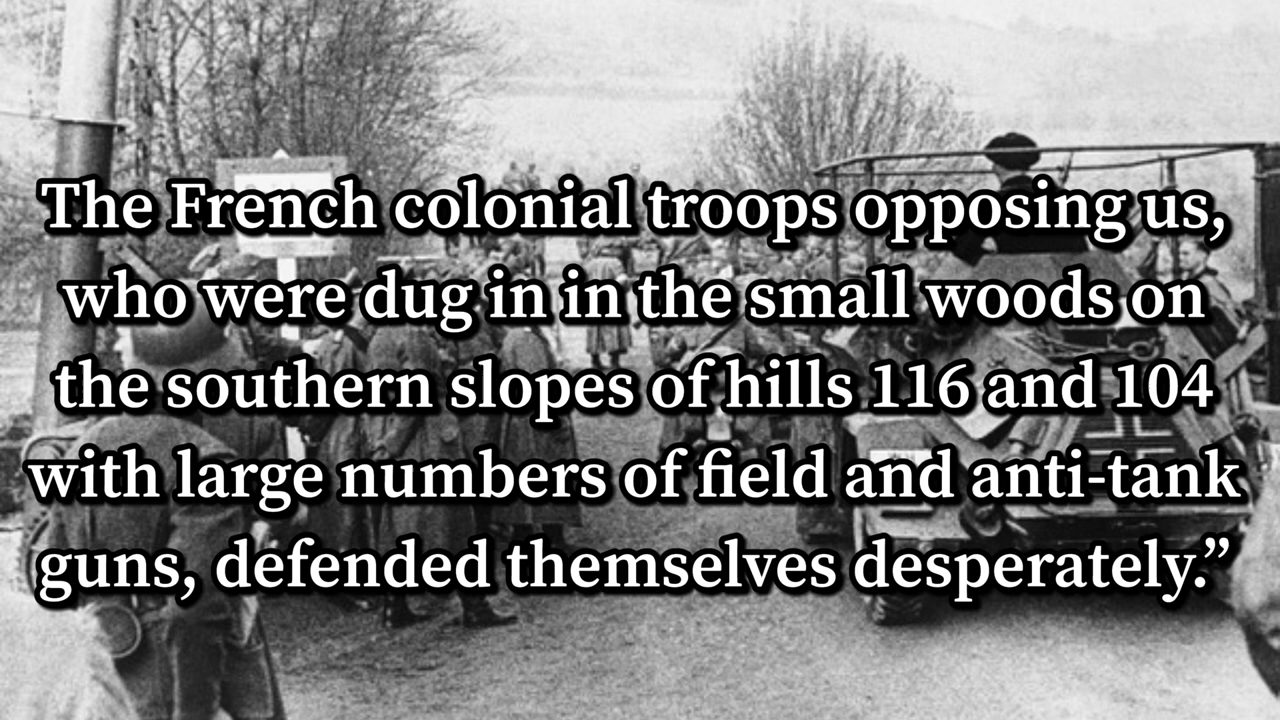 The French colonial troops opposing us,
who were dug in in the small woods on
the southern slopes of hills 116 and 104
with large numbers of field and anti-tank
guns, defended themselves desperately.”